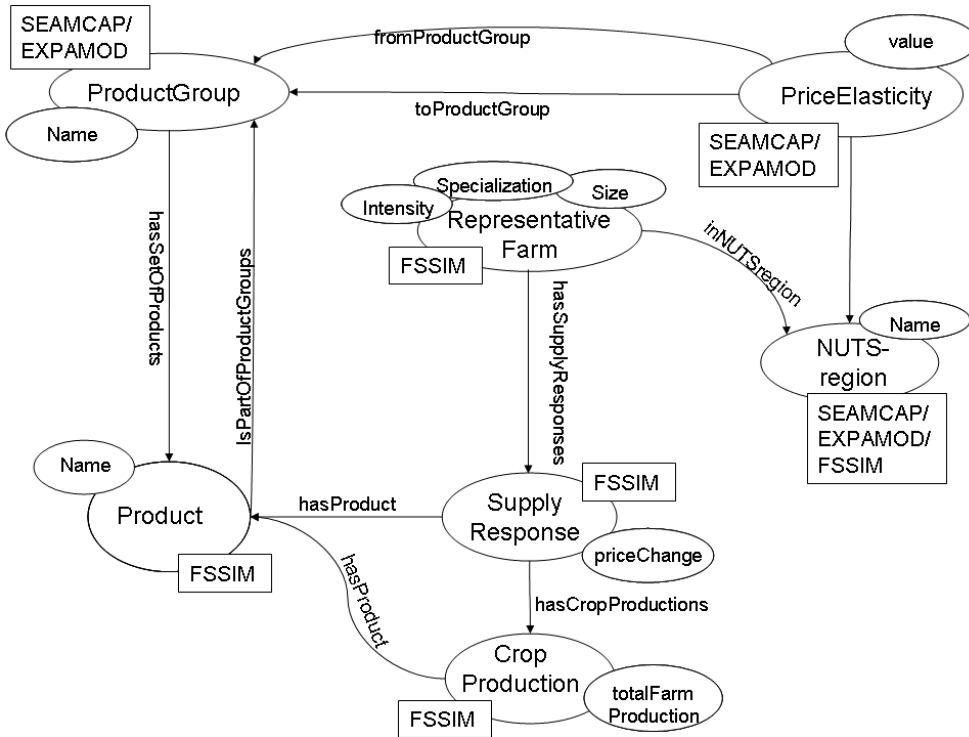 SEAMCAP/
EXPAMOD
fromProductGroup
value
ProductGroup
PriceElasticity
toProductGroup
Name
SEAMCAP/
EXPAMOD
Specialization
Size
Intensity
Representative
Farm
FSSIM
inNUTSregion
hasSetOfProducts
IsPartOfProductGroups
hasSupplyResponses
Name
NUTS-
region
SEAMCAP/
EXPAMOD/
FSSIM
Name
Product
FSSIM
hasProduct
Supply
Response
FSSIM
priceChange
hasProduct
hasCropProductions
Crop
Production
FSSIM
totalFarm
Production